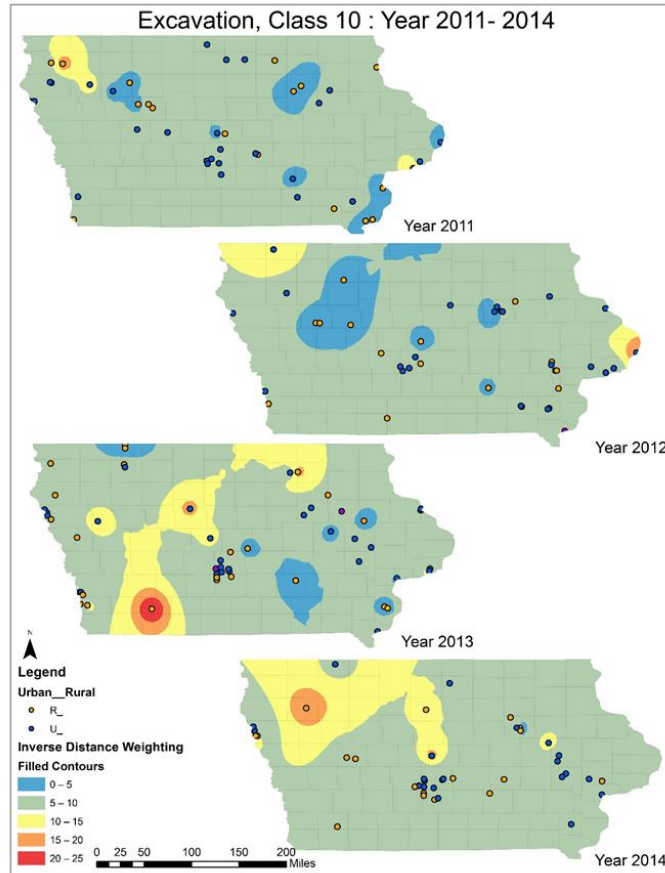 Excavation, Class 10 : Year 2011- 2014
Year 2011
Year 2012
Year 2013
N
Legend
Urban__Rural
R_
U_
Inverse Distance Weighting
Filled Contours
0 – 5
5 – 10
10 – 15
15 – 20
20 – 25
0 25 50 100 150 200
Miles
Year 2014